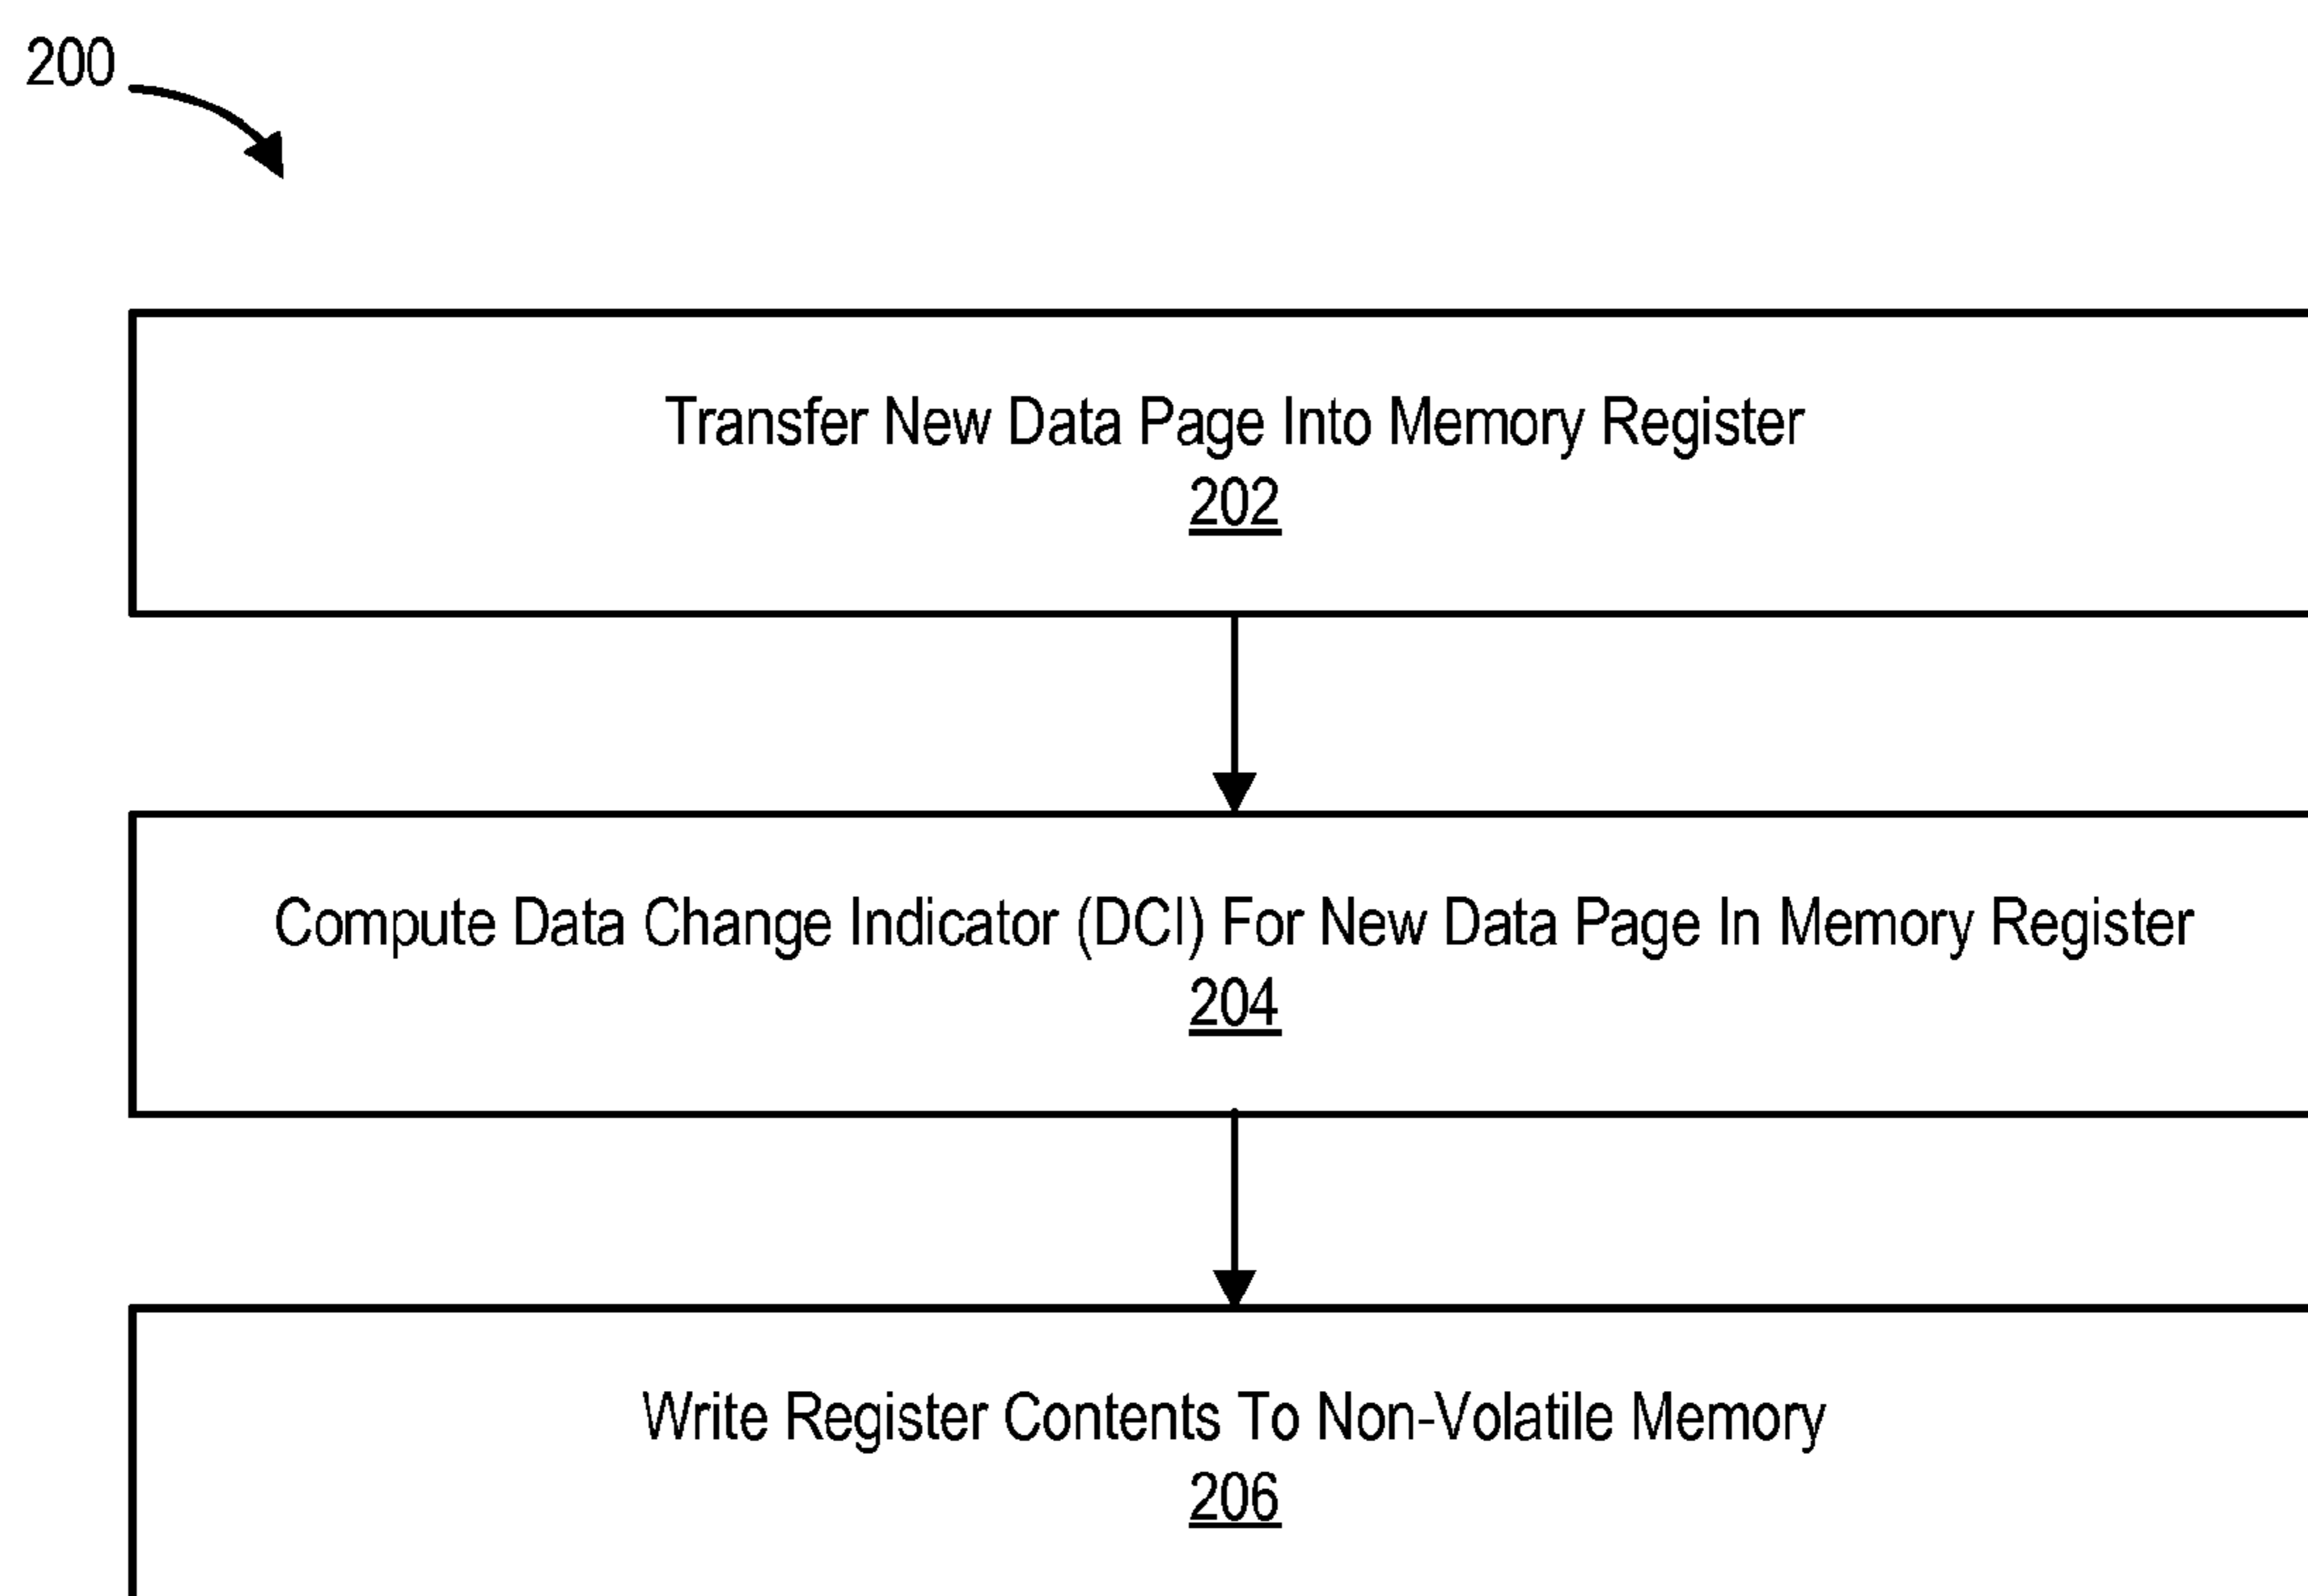 200
Transfer New Data Page Into Memory Register
202
Compute Data Change Indicator (DCI) For New Data Page In Memory Register
204
Write Register Contents To Non-Volatile Memory
206